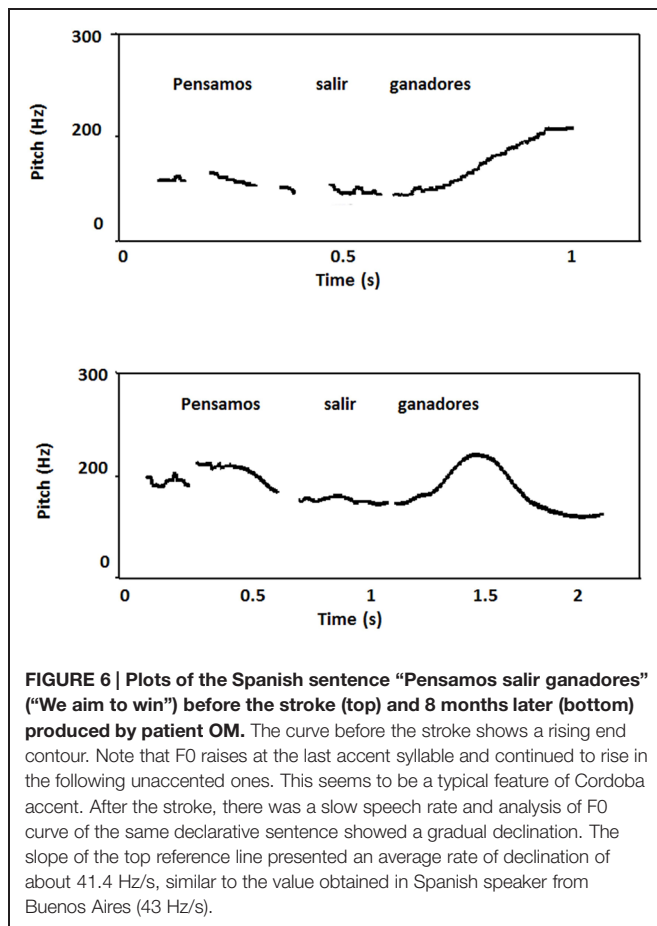 300
Pensamos salir ganadores
200
Pitch (Hz)
0
0 0.5 1
Time (s)
300
Pensamos salir ganadores
200
Pitch (Hz)
0
0 0.5 1 1.5 2
Time (s)
FIGURE 6 | Plots of the Spanish sentence “Pensamos salir ganadores”
(“We aim to win”) before the stroke (top) and 8 months later (bottom)
produced by patient OM. The curve before the stroke shows a rising end
contour. Note that F0 raises at the last accent syllable and continued to rise in
the following unaccented ones. This seems to be a typical feature of Cordoba
accent. After the stroke, there was a slow speech rate and analysis of F0
curve of the same declarative sentence showed a gradual declination. The
slope of the top reference line presented an average rate of declination of
about 41.4 Hz/s, similar to the value obtained in Spanish speaker from
Buenos Aires (43 Hz/s).